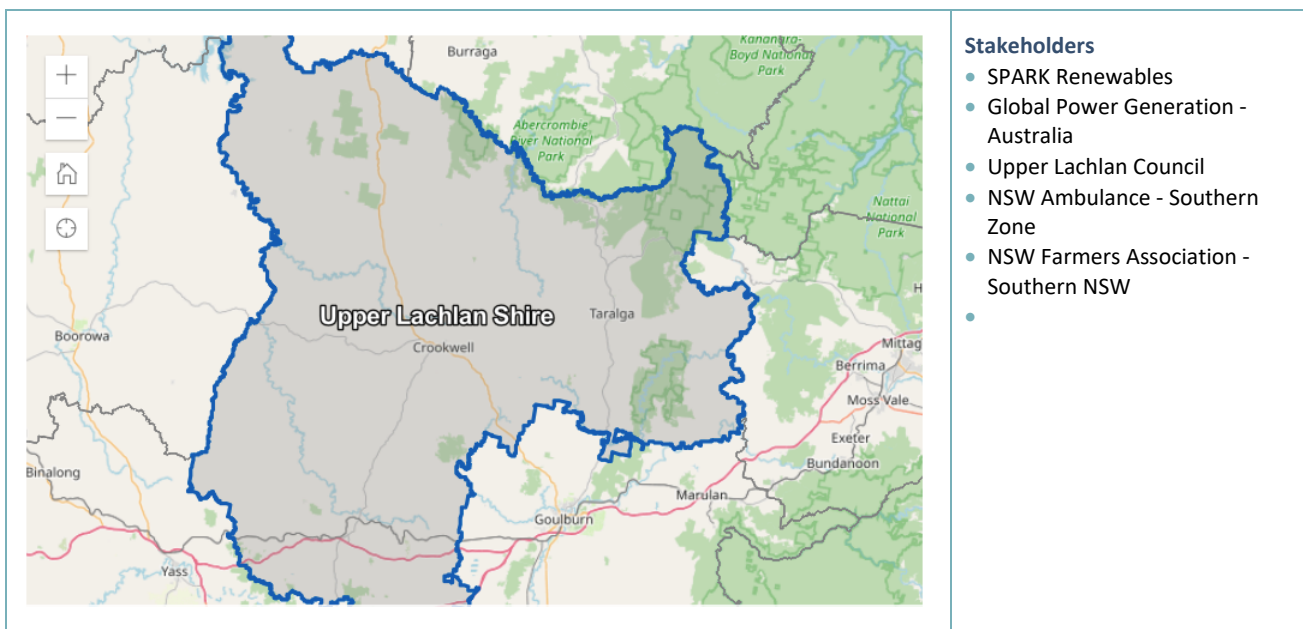 Burraga
Kanangra-
Boyd National
Park
Abercrombie
River National
Park
Nattai
National
Park
H
Upper Lachlan Shire
Taralga
Boorowa
Crookwell
Mittag
Berrima
Moss Vale
Exeter
Bundanoon
Binalong
Marulan
Goulburn
Yass
Stakeholders
• SPARK Renewables
• Global Power Generation -
Australia
• Upper Lachlan Council
• NSW Ambulance - Southern
Zone
• NSW Farmers Association -
Southern NSW
•